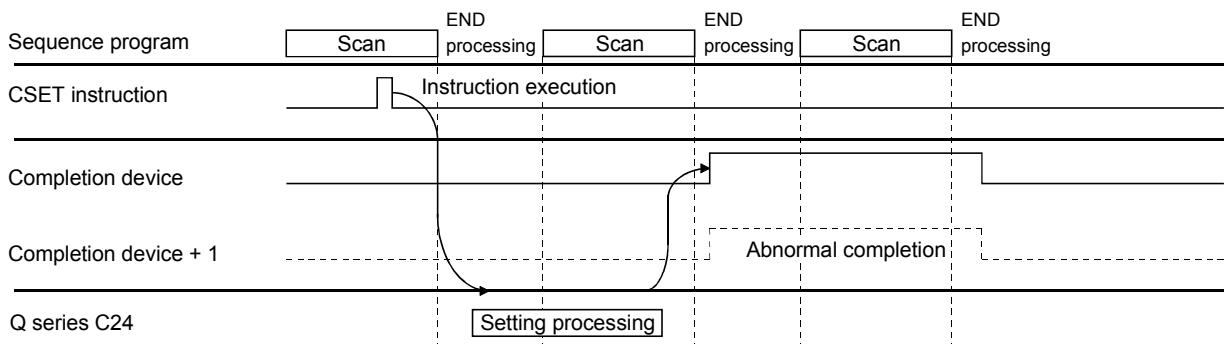 END
END
END
Sequence program
Scan
processing
Scan
processing
Scan
processing
CSET instruction
Instruction execution
Completion device
Completion device + 1
Abnormal completion
Q series C24
Setting processing